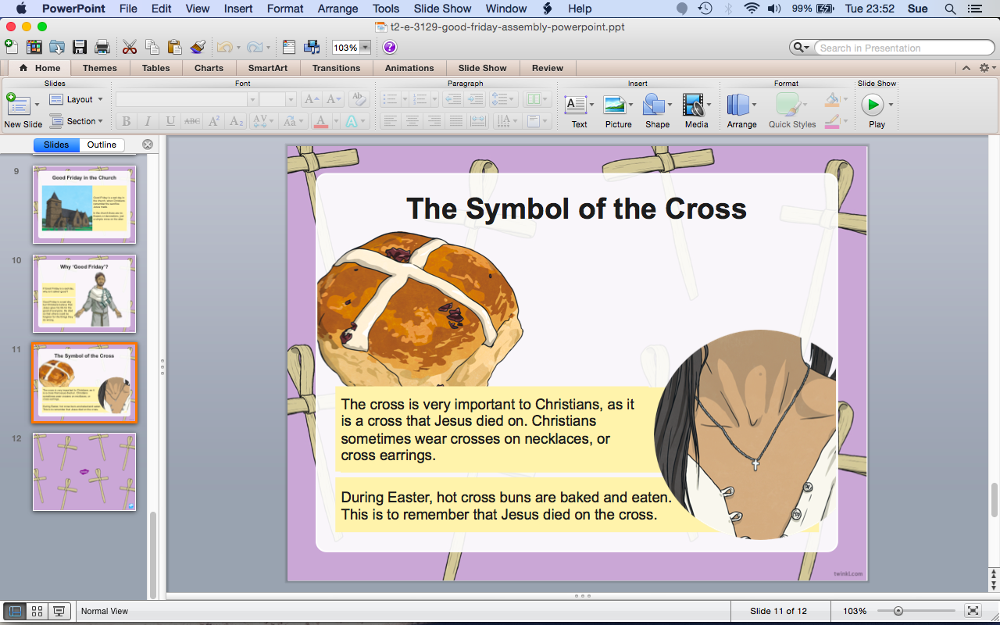 PowerPoint File Edit View Insert Format Arrange Tools Slide Show Window Help 99% Tue 23:52 Sue
t2-e-3129-good-friday-assembly-powerpoint.ppt
103% Search in Presentation
Home Themes Tables Charts SmartArt Transitions Animations Slide Show Review
Slides Font Paragraph Insert Format Slide Show
New Slide Layout Section
B I U ABC A² A₂ AV Aa A A
Text Picture Shape Media Arrange Quick Styles Play
Slides Outline
9
Good Friday in the Church
10
Why ‘Good Friday’?
11
The Symbol of the Cross
12
The Symbol of the Cross
The cross is very important to Christians, as it
is a cross that Jesus died on. Christians
sometimes wear crosses on necklaces, or
cross earrings.
During Easter, hot cross buns are baked and eaten.
This is to remember that Jesus died on the cross.
twinkl.com
Normal View Slide 11 of 12 103%